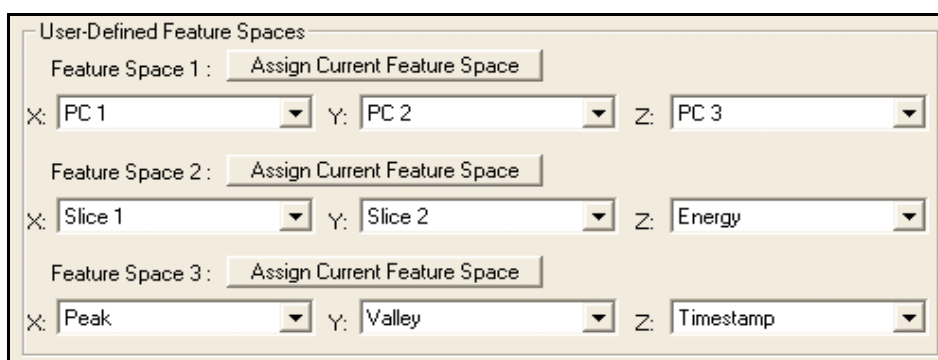 User-Defined Feature Spaces
Feature Space 1 : Assign Current Feature Space
X: PC 1 Y: PC 2 Z: PC 3
Feature Space 2 : Assign Current Feature Space
X: Slice 1 Y: Slice 2 Z: Energy
Feature Space 3 : Assign Current Feature Space
X: Peak Y: Valley Z: Timestamp